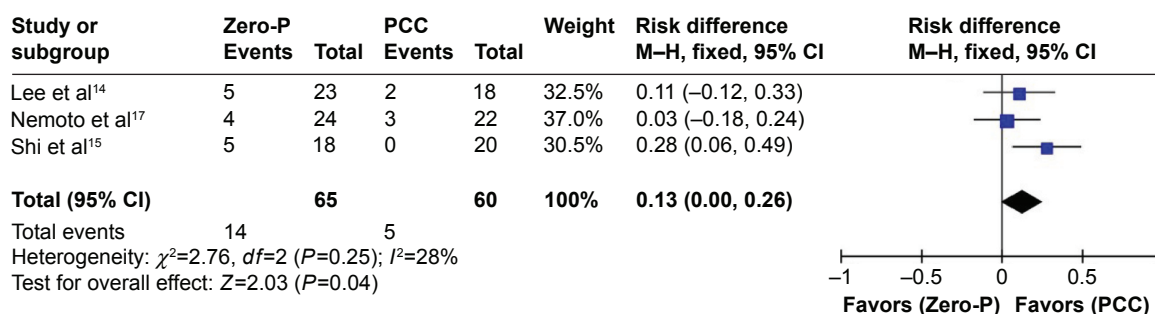 Study or subgroup Zero-P Events Total PCC Events Total Weight Risk difference M–H, fixed, 95% CI Risk difference M–H, fixed, 95% CI
Lee et al14 5 23 2 18 32.5% 0.11 (–0.12, 0.33)
Nemoto et al17 4 24 3 22 37.0% 0.03 (–0.18, 0.24)
Shi et al15 5 18 0 20 30.5% 0.28 (0.06, 0.49)
Total (95% CI) 65 60 100% 0.13 (0.00, 0.26)
Total events 14 5
Heterogeneity: χ²=2.76, df=2 (P=0.25); I²=28%
Test for overall effect: Z=2.03 (P=0.04)
–1 –0.5 0 0.5
Favors (Zero-P) Favors (PCC)